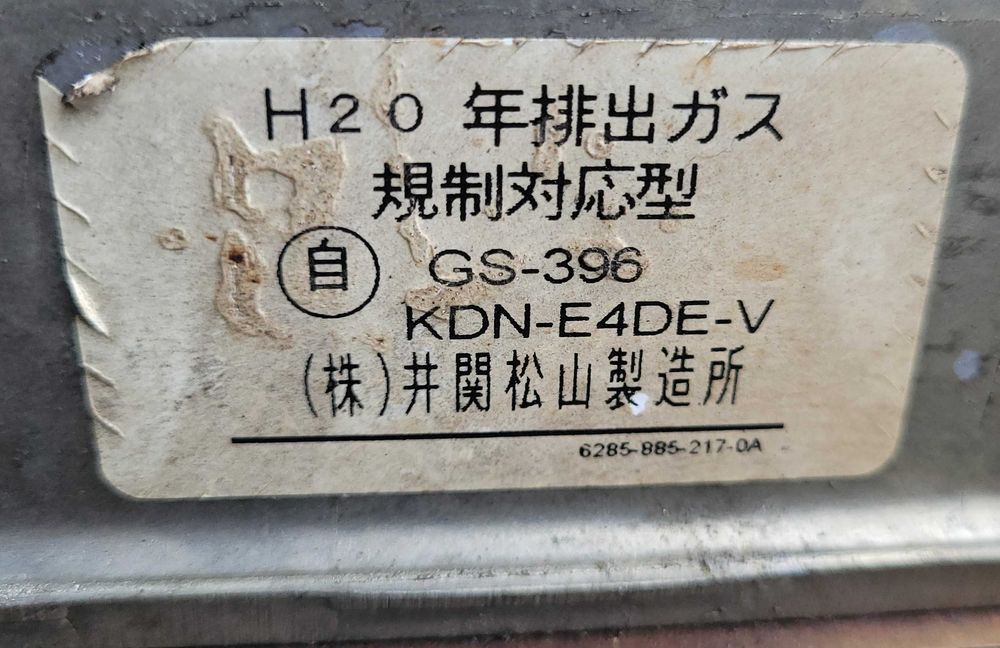 H20 年排出ガス
規制対応型
自 GS-396
KDN-E4DE-V
(株)井関松山製造所
6285-885-217-0A